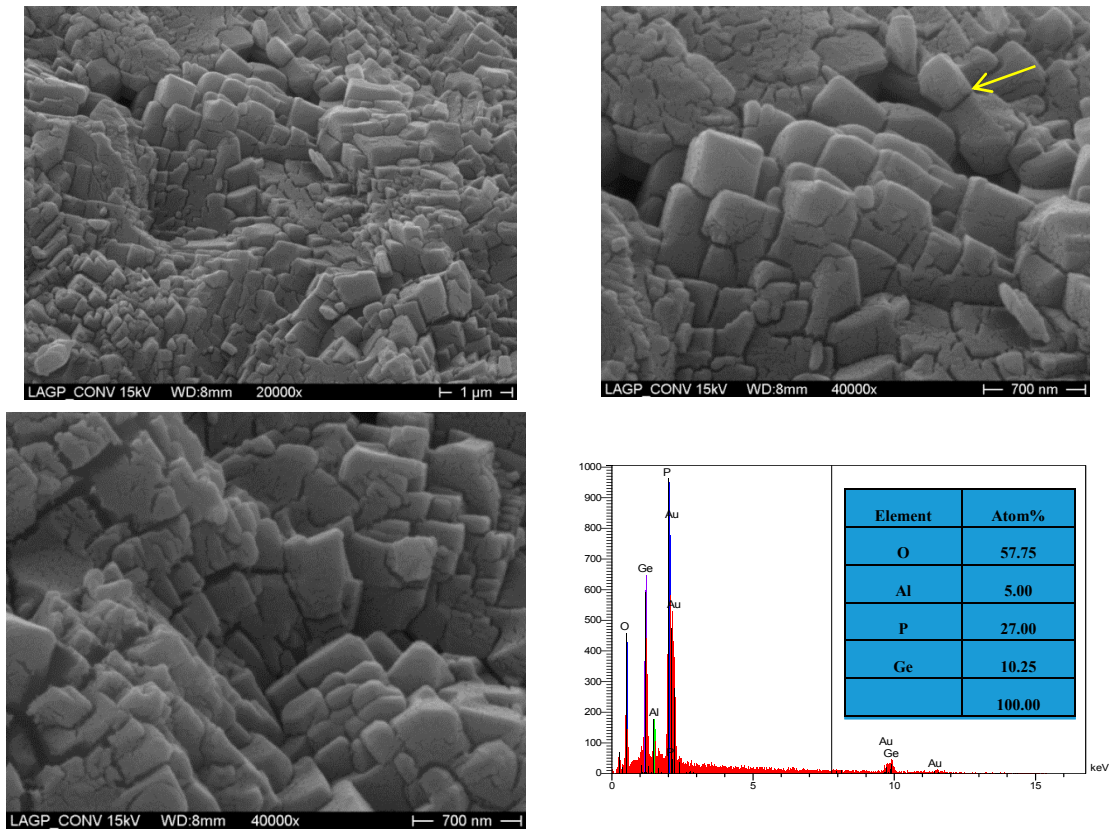 LAGP_CONV 15kV WD:8mm 20000x 1 µm
LAGP_CONV 15kV WD:8mm 40000x 700 nm
LAGP_CONV 15kV WD:8mm 40000x 700 nm
1000
900
800
700
600
500
400
300
200
100
0
P
Au
Ge
Au
O
Al
Au
Ge
Au
keV
0 5 10 15
Element Atom%
O 57.75
Al 5.00
P 27.00
Ge 10.25
100.00